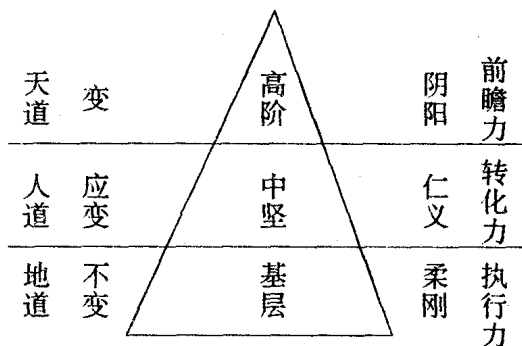 天道 变 高阶 阴阳 前瞻力
人道 应变 中坚 仁义 转化力
地道 不变 基层 柔刚 执行力